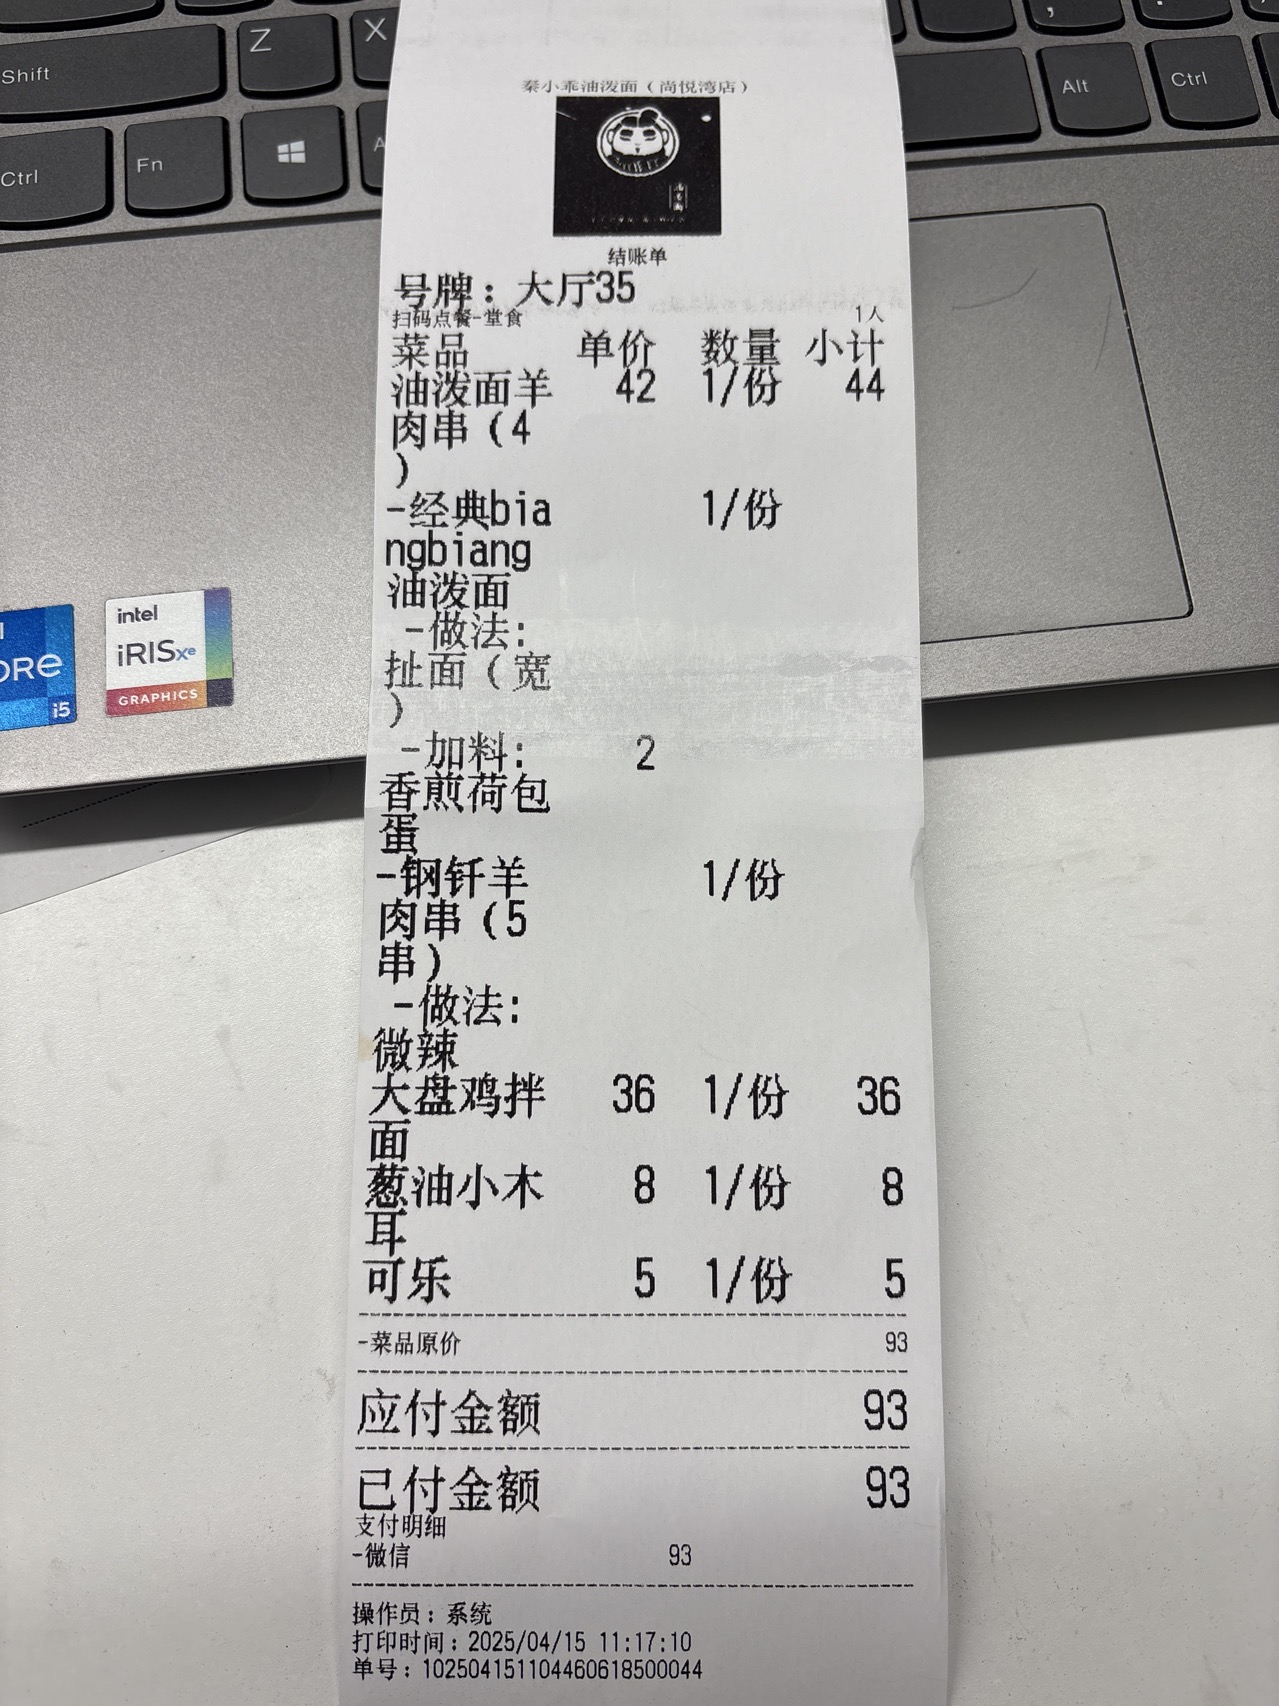 Z
X
Shift
Alt
Ctrl
Ctrl
Fn
A
秦小乖油泼面（尚悦湾店）
结账单
号牌：大厅35
扫码点餐-堂食 1人
菜品 单价 数量 小计
油泼面羊 42 1/份 44
肉串（4
）
-经典bia 1/份
ngbiang
油泼面
-做法:
扯面（宽
）
-加料: 2
香煎荷包
蛋
-钢钎羊 1/份
肉串（5
串）
-做法:
微辣
大盘鸡拌 36 1/份 36
面
葱油小木 8 1/份 8
耳
可乐 5 1/份 5
-菜品原价 93
应付金额 93
已付金额 93
支付明细
-微信 93
操作员：系统
打印时间：2025/04/15 11:17:10
单号：102504151104460618500044
intel
iRISxe
GRAPHICS
ORe
i5